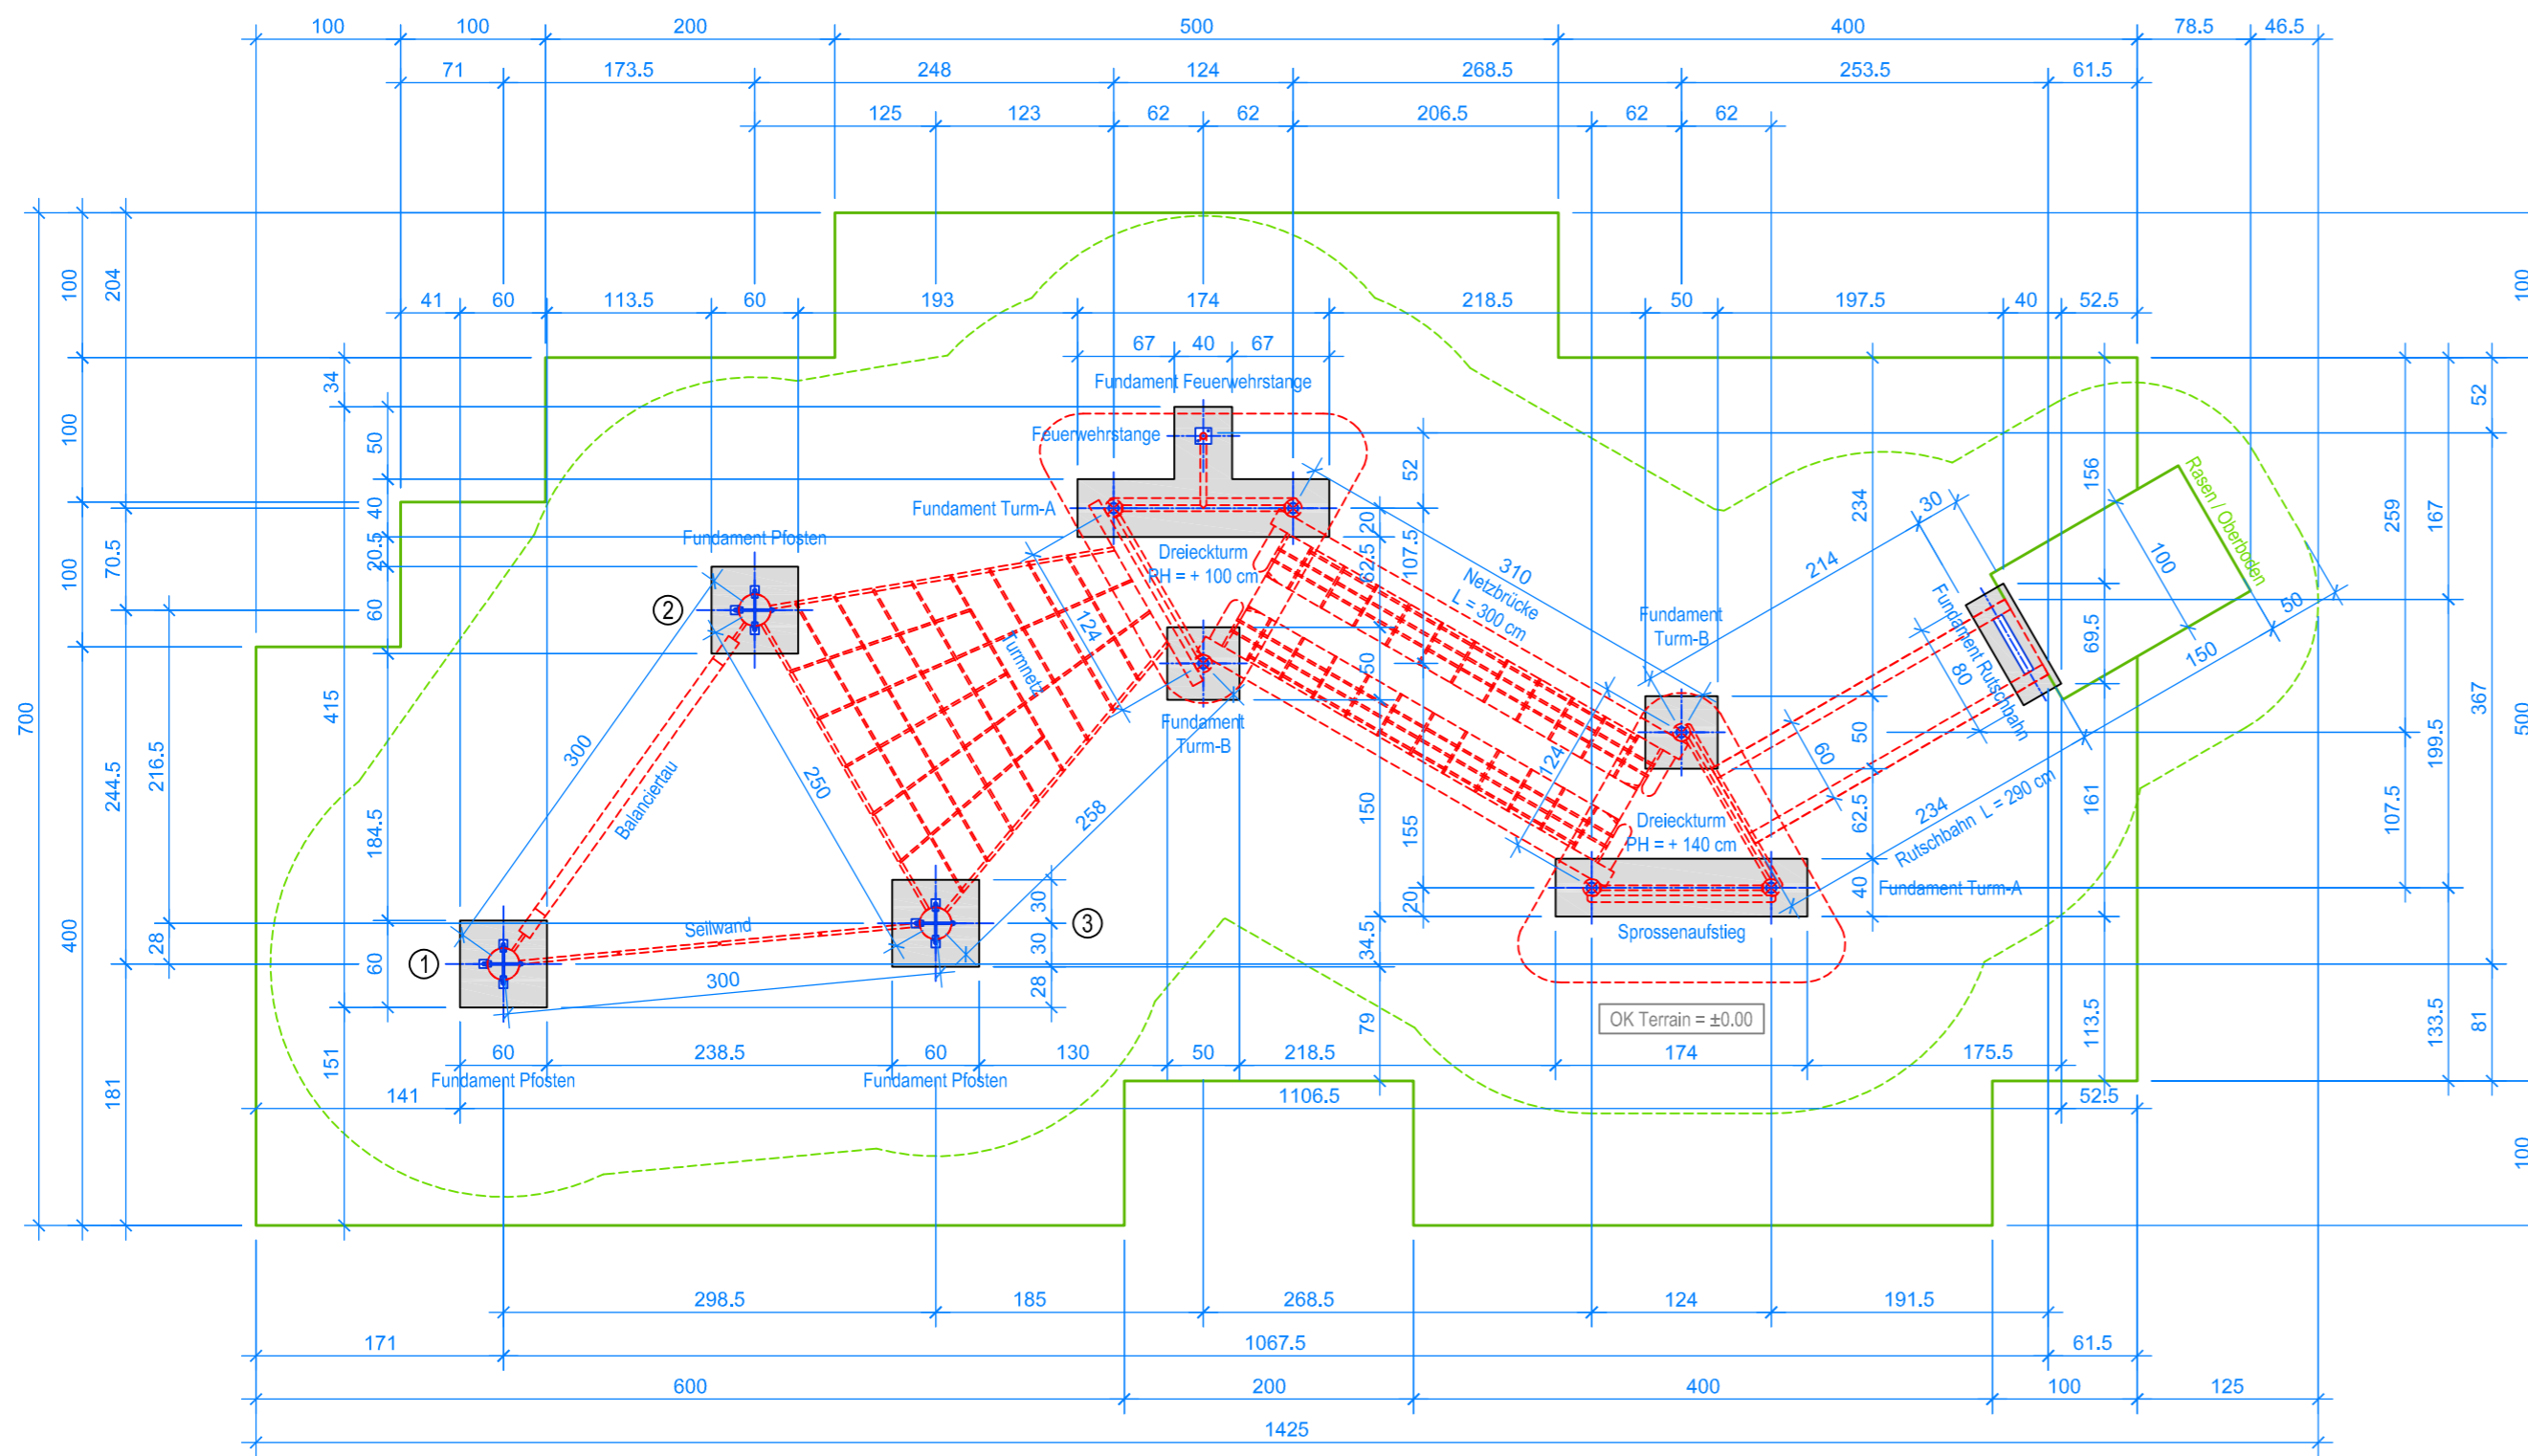 100 100 200 500 400 78.5 46.5
71 173.5 248 124 268.5 253.5 61.5
125 123 62 62 206.5 62 62
41 60 113.5 60 193 174 218.5 50 197.5 40 52.5
67 40 67
Fundament Feuerwehrstange
Feuerwehrstange
Fundament Turm-A
Fundament Pfosten
Dreieckturm
PH = + 100 cm
Netzbrücke
L = 300 cm
310
214
30
Rasen / Oberboden
100
50
150
Fundament Rutschbahn
80
60
234
Rutschbahn L = 290 cm
Fundament
Turm-B
Fundament
Turm-B
Turmnetz
124
124
②
300
Balanciertau
250
258
Seilwand
300
①
③
Dreieckturm
PH = + 140 cm
Fundament Turm-A
Sprossenaufstieg
OK Terrain = ±0.00
700
100
100
100
400
204
70.5
244.5
181
216.5
28
34
415
151
50
40
20.5
60
184.5
60
30
30
28
20
62.5
50
150
34.5
79
52
107.5
155
20
234
50
62.5
40
156
69.5
161
113.5
259
107.5
167
199.5
133.5
52
367
81
100
500
100
60 238.5 60 130 50 218.5 174 175.5
Fundament Pfosten
Fundament Pfosten
141 1106.5 52.5
298.5 185 268.5 124 191.5
171 1067.5 61.5
600 200 400 100 125
1425